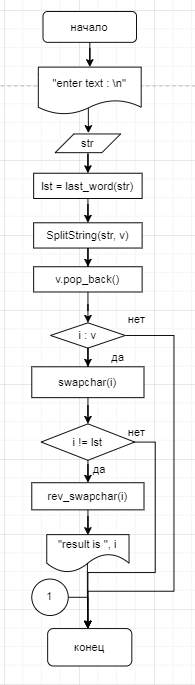 начало
"enter text : \n"
str
lst = last_word(str)
SplitString(str, v)
v.pop_back()
i : v
нет
да
swapchar(i)
i != lst
нет
да
rev_swapchar(i)
"result is ", i
1
конец